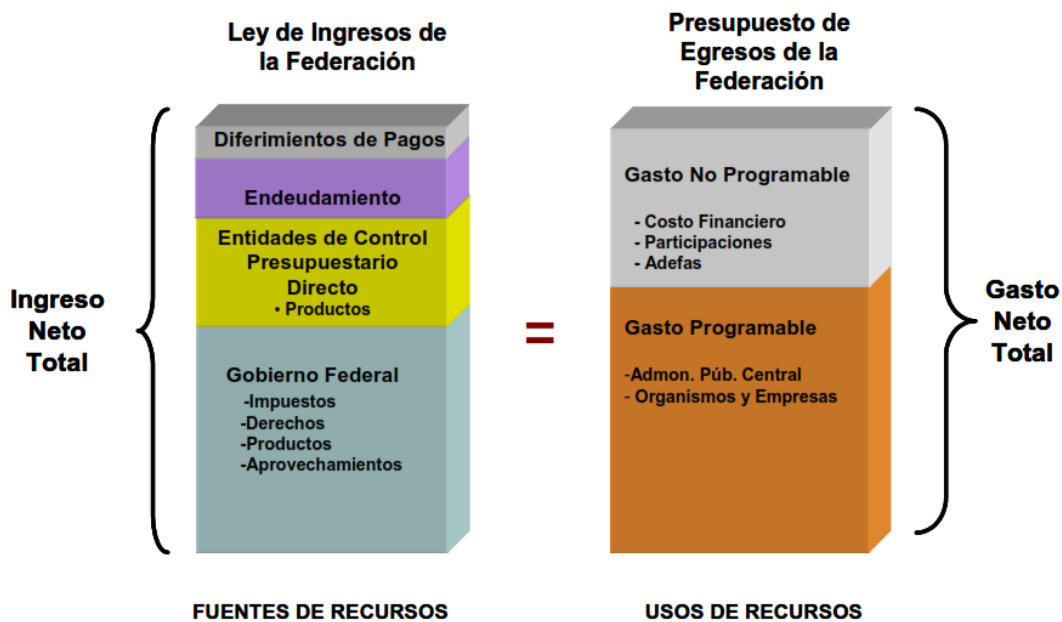 Ley de Ingresos de
la Federación
Presupuesto de
Egresos de la
Federación
Ingreso
Neto
Total
Diferimientos de Pagos
Endeudamiento
Entidades de Control
Presupuestario
Directo
• Productos
Gobierno Federal
-Impuestos
-Derechos
-Productos
-Aprovechamientos
=
Gasto No Programable
- Costo Financiero
- Participaciones
- Adefas
Gasto Programable
-Admon. Púb. Central
- Organismos y Empresas
Gasto
Neto
Total
FUENTES DE RECURSOS
USOS DE RECURSOS